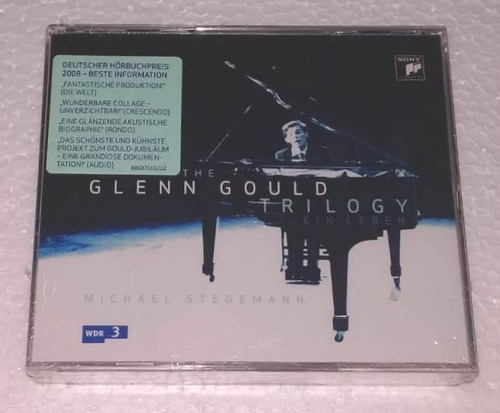 DEUTSCHER HÖRBUCHPREIS
2008 – BESTE INFORMATION
„FANTASTISCHE PRODUKTION“
(DIE WELT)
„WUNDERBARE COLLAGE –
UNVERZICHTBAR!“ (CRESCENDO)
„EINE GLÄNZENDE AKUSTISCHE
BIOGRAPHIE“ (RONDO)
„DAS SCHÖNSTE UND KÜHNSTE
PROJEKT ZUM GOULD-JUBILÄUM
– EINE GRANDIOSE DOKUMEN-
TATION“ (AUDIO)
SONY
THE
GLENN GOULD
TRILOGY
EIN LEBEN
MICHAEL STEGEMANN
WDR 3